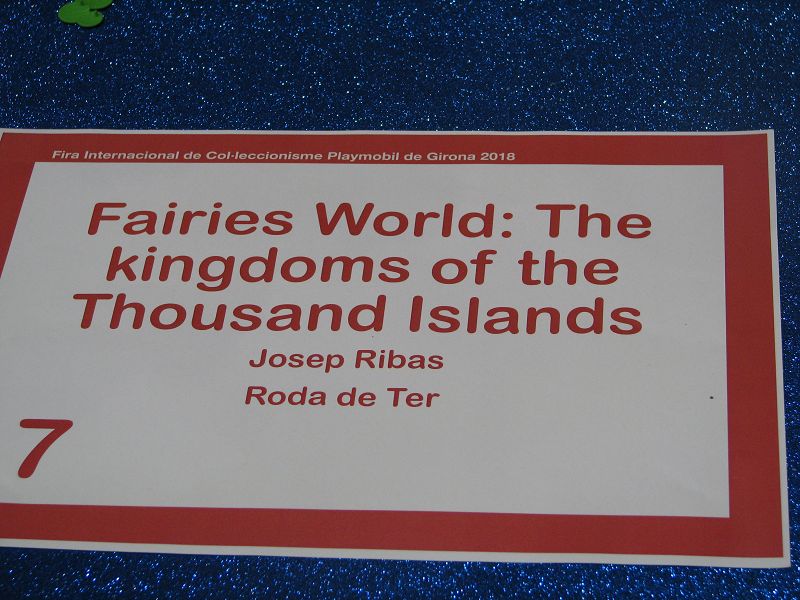 Fira Internacional de Col·leccionisme Playmobil de Girona 2018
Fairies World: The
kingdoms of the
Thousand Islands
Josep Ribas
Roda de Ter
7